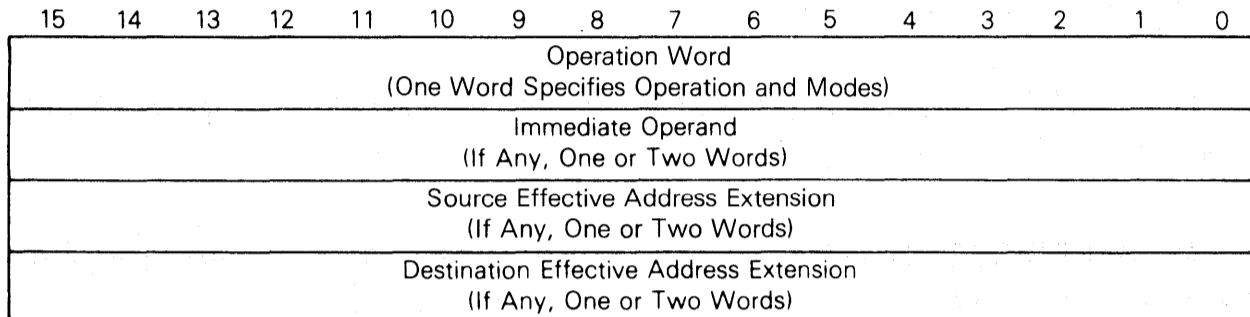 15 14 13 12 11 10 9 8 7 6 5 4 3 2 1 0
Operation Word
(One Word Specifies Operation and Modes)
Immediate Operand
(If Any, One or Two Words)
Source Effective Address Extension
(If Any, One or Two Words)
Destination Effective Address Extension
(If Any, One or Two Words)